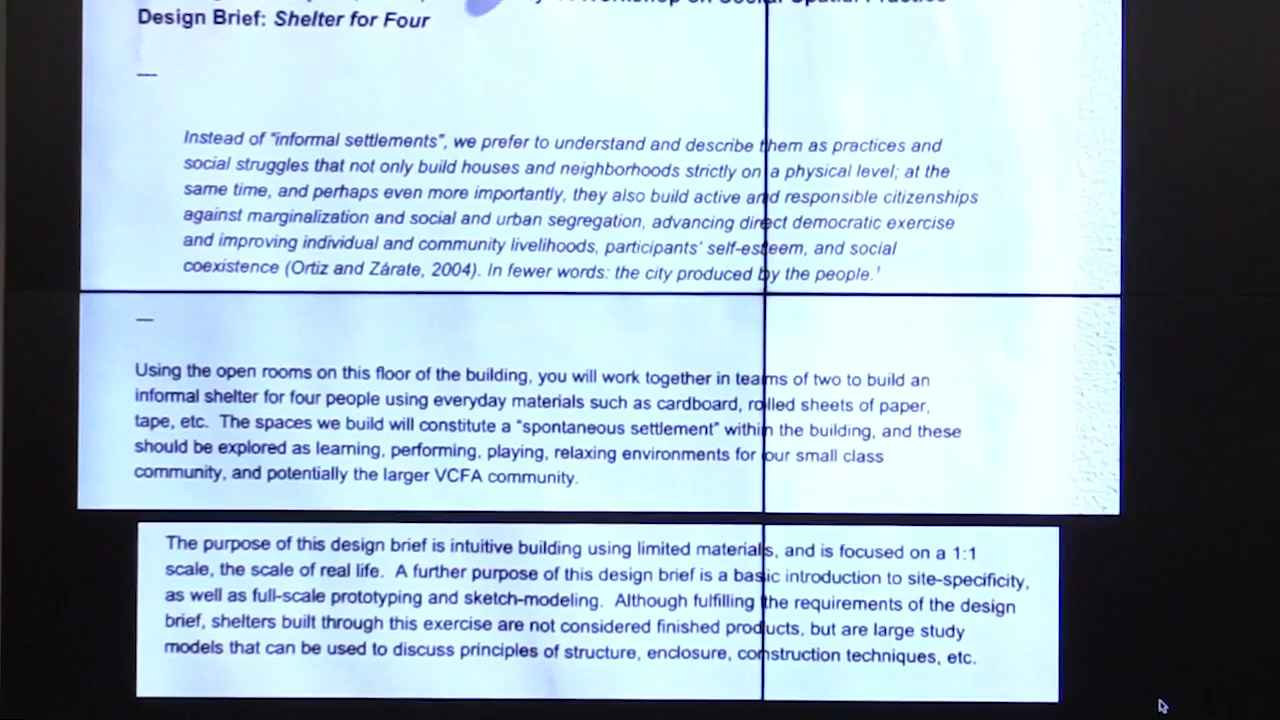 Workshop on Social Spatial Practice
Design Brief: Shelter for Four
—
Instead of "informal settlements", we prefer to understand and describe them as practices and
social struggles that not only build houses and neighborhoods strictly on a physical level; at the
same time, and perhaps even more importantly, they also build active and responsible citizenships
against marginalization and social and urban segregation, advancing direct democratic exercise
and improving individual and community livelihoods, participants' self-esteem, and social
coexistence (Ortiz and Zárate, 2004). In fewer words: the city produced by the people.¹
—
Using the open rooms on this floor of the building, you will work together in teams of two to build an
informal shelter for four people using everyday materials such as cardboard, rolled sheets of paper,
tape, etc. The spaces we build will constitute a "spontaneous settlement" within the building, and these
should be explored as learning, performing, playing, relaxing environments for our small class
community, and potentially the larger VCFA community.
The purpose of this design brief is intuitive building using limited materials, and is focused on a 1:1
scale, the scale of real life. A further purpose of this design brief is a basic introduction to site-specificity,
as well as full-scale prototyping and sketch-modeling. Although fulfilling the requirements of the design
brief, shelters built through this exercise are not considered finished products, but are large study
models that can be used to discuss principles of structure, enclosure, construction techniques, etc.